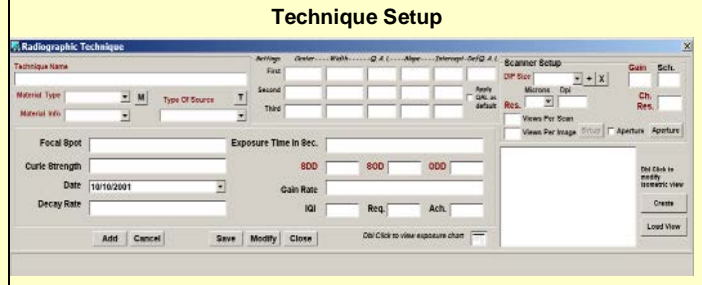 Technique Setup
Radiographic Technique
Technique Name
Material Type
M
Type Of Source
T
Material Info
Settings Center Width Q A L Slope Intercept Def Q A L
First
Second
Third
Apply QAL as default
Scanner Setup
DIP Size
+ X
Gain Sch.
Microns Dpi
Res.
Ch. Res.
Views Per Scan
Views Per Image Setup Aperture Aperture
Focal Spot
Exposure Time In Sec.
Curie Strength
SDD SOD ODD
Date 10/10/2001
Gain Rate
Decay Rate
IQI Req. Ach.
Dbl Click to modify isometric view
Create
Load View
Add Cancel Save Modify Close
Dbl Click to view exposure chart